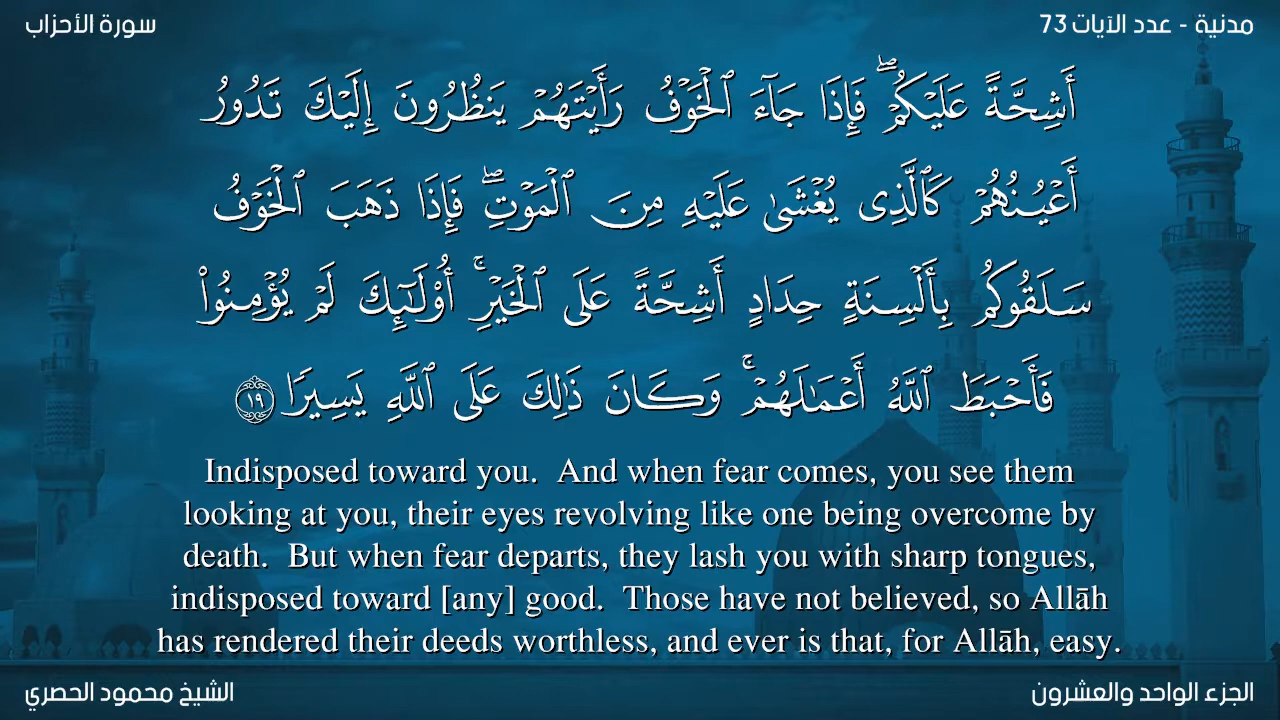 سورة الأحزاب
مدنية - عدد الآيات 73
أَشِحَّةً عَلَيْكُمْ ۖ فَإِذَا جَآءَ ٱلْخَوْفُ رَأَيْتَهُمْ يَنظُرُونَ إِلَيْكَ تَدُورُ
أَعْيُنُهُمْ كَٱلَّذِى يُغْشَىٰ عَلَيْهِ مِنَ ٱلْمَوْتِ ۖ فَإِذَا ذَهَبَ ٱلْخَوْفُ
سَلَقُوكُم بِأَلْسِنَةٍ حِدَادٍ أَشِحَّةً عَلَى ٱلْخَيْرِ ۚ أُو۟لَـٰٓئِكَ لَمْ يُؤْمِنُوا۟
فَأَحْبَطَ ٱللَّهُ أَعْمَـٰلَهُمْ ۚ وَكَانَ ذَٰلِكَ عَلَى ٱللَّهِ يَسِيرًا ١٩
Indisposed toward you.  And when fear comes, you see them
looking at you, their eyes revolving like one being overcome by
death.  But when fear departs, they lash you with sharp tongues,
indisposed toward [any] good.  Those have not believed, so Allāh
has rendered their deeds worthless, and ever is that, for Allāh, easy.
الشيخ محمود الحصري
الجزء الواحد والعشرون